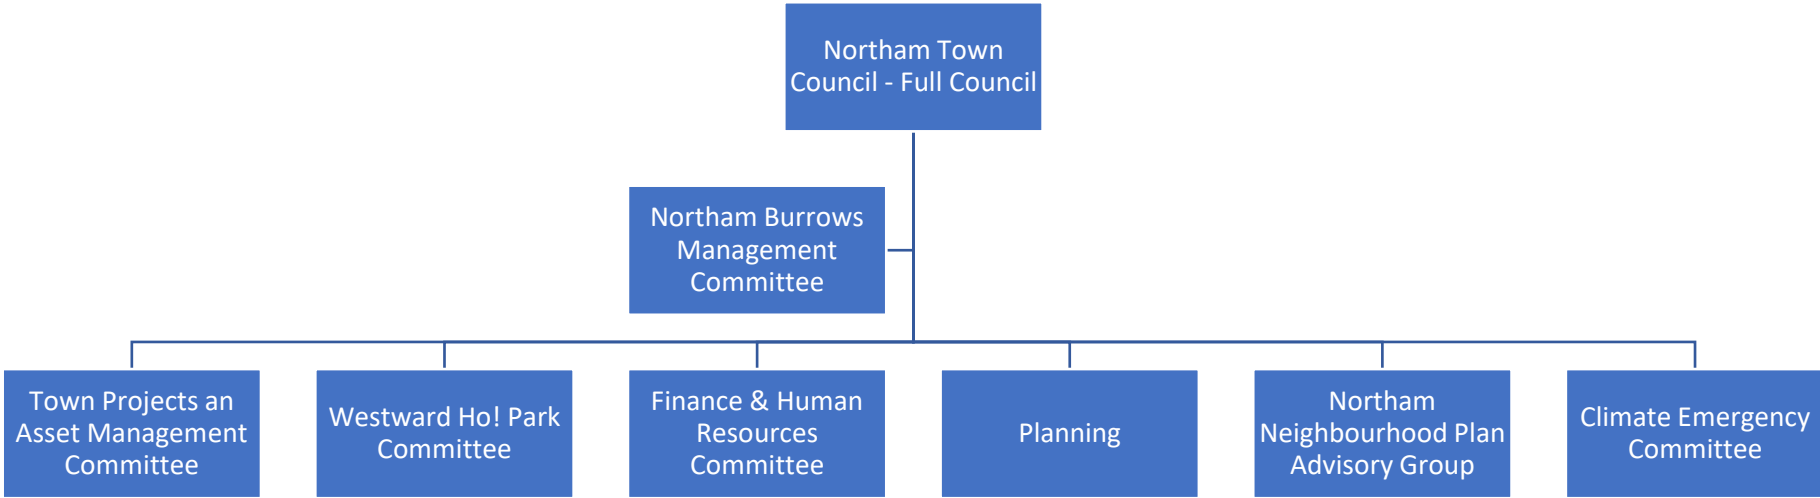 Northam Town
Council - Full Council
Northam Burrows
Management
Committee
Town Projects an
Asset Management
Committee
Westward Ho! Park
Committee
Finance & Human
Resources
Committee
Planning
Northam
Neighbourhood Plan
Advisory Group
Climate Emergency
Committee